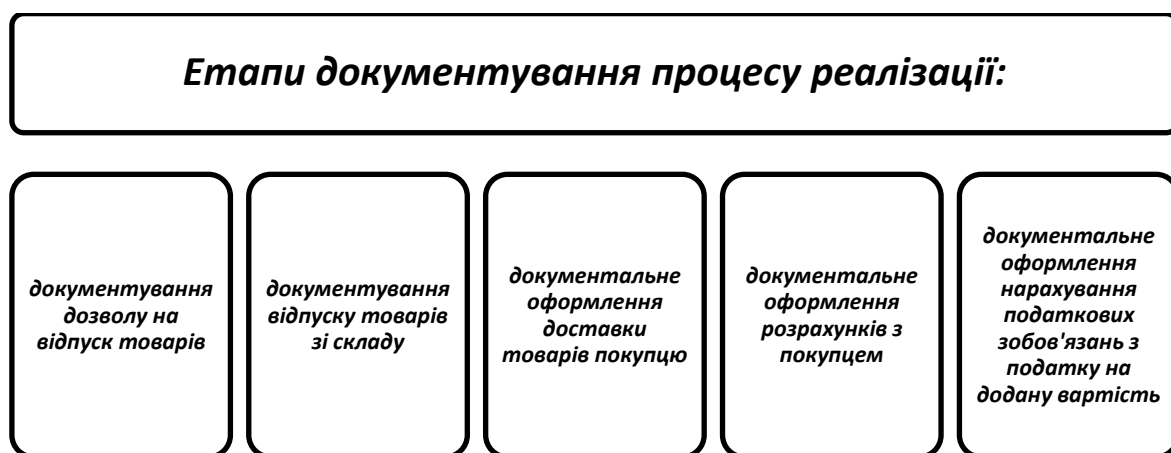 Етапи документування процесу реалізації:
документування
дозволу на
відпуск товарів
документування
відпуску товарів
зі складу
документальне
оформлення
доставки
товарів покупцю
документальне
оформлення
розрахунків з
покупцем
документальне
оформлення
нарахування
податкових
зобов'язань з
податку на
додану вартість